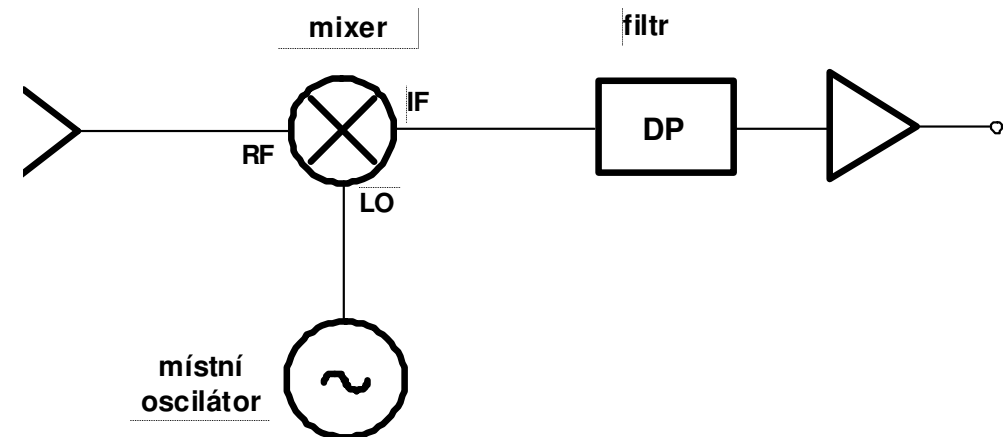 mixer
filtr
IF
DP
RF
LO
místní
oscilátor